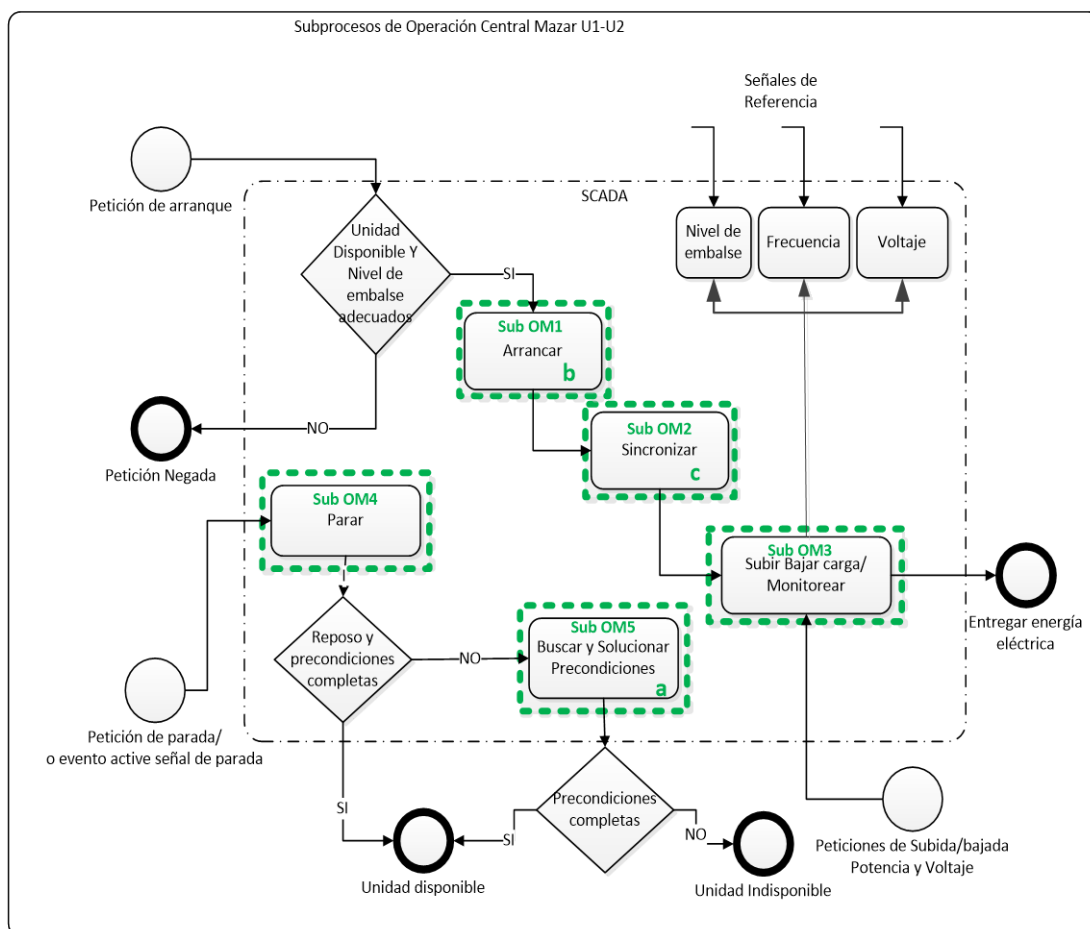 Subprocesos de Operación Central Mazar U1-U2
Señales de
Referencia
Petición de arranque
SCADA
Unidad
Disponible Y
Nivel de
embalse
adecuados
SI
Nivel de
embalse
Frecuencia
Voltaje
Sub OM1
Arrancar
b
NO
Petición Negada
Sub OM2
Sincronizar
c
Sub OM4
Parar
Sub OM3
Subir Bajar carga/
Monitorear
Entregar energía
eléctrica
Reposo y
precondiciones
completas
NO
Sub OM5
Buscar y Solucionar
Precondiciones
a
Petición de parada/
o evento active señal de parada
SI
Precondiciones
completas
SI
NO
Unidad disponible
Unidad Indisponible
Peticiones de Subida/bajada
Potencia y Voltaje